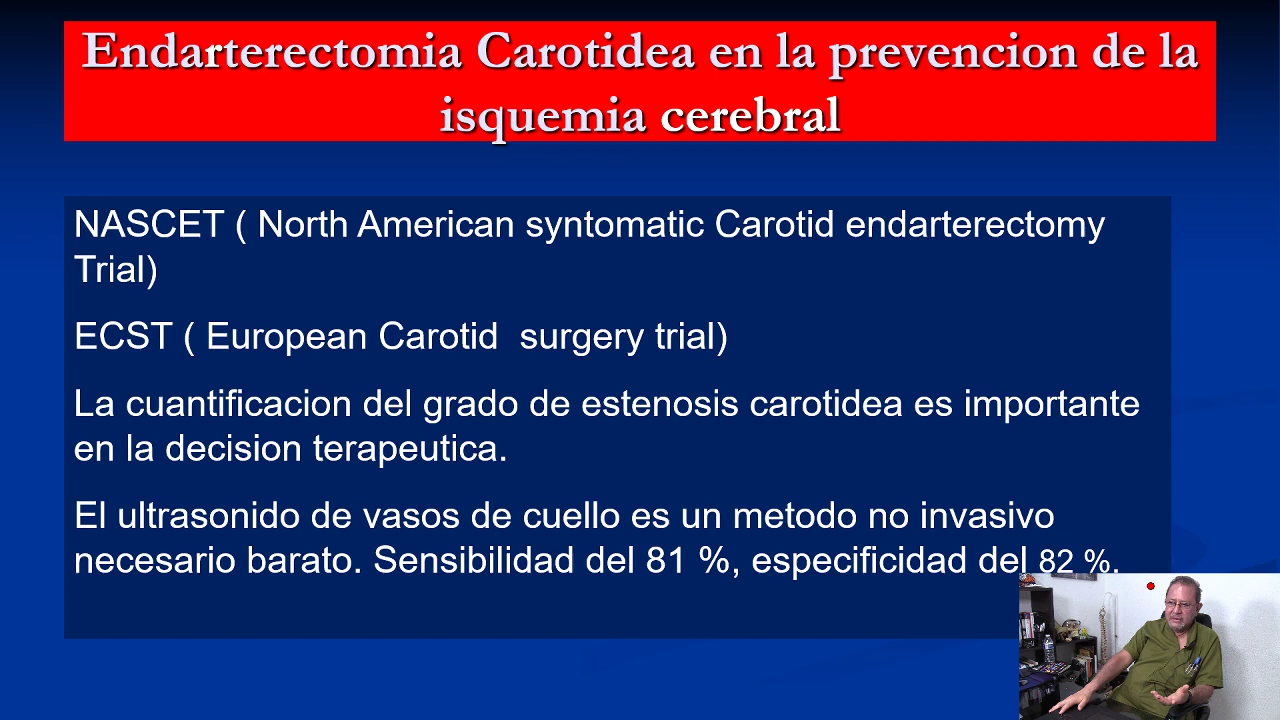 Endarterectomia Carotidea en la prevencion de la
isquemia cerebral
NASCET ( North American syntomatic Carotid endarterectomy
Trial)
ECST ( European Carotid  surgery trial)
La cuantificacion del grado de estenosis carotidea es importante
en la decision terapeutica.
El ultrasonido de vasos de cuello es un metodo no invasivo
necesario barato. Sensibilidad del 81 %, especificidad del 82 %.